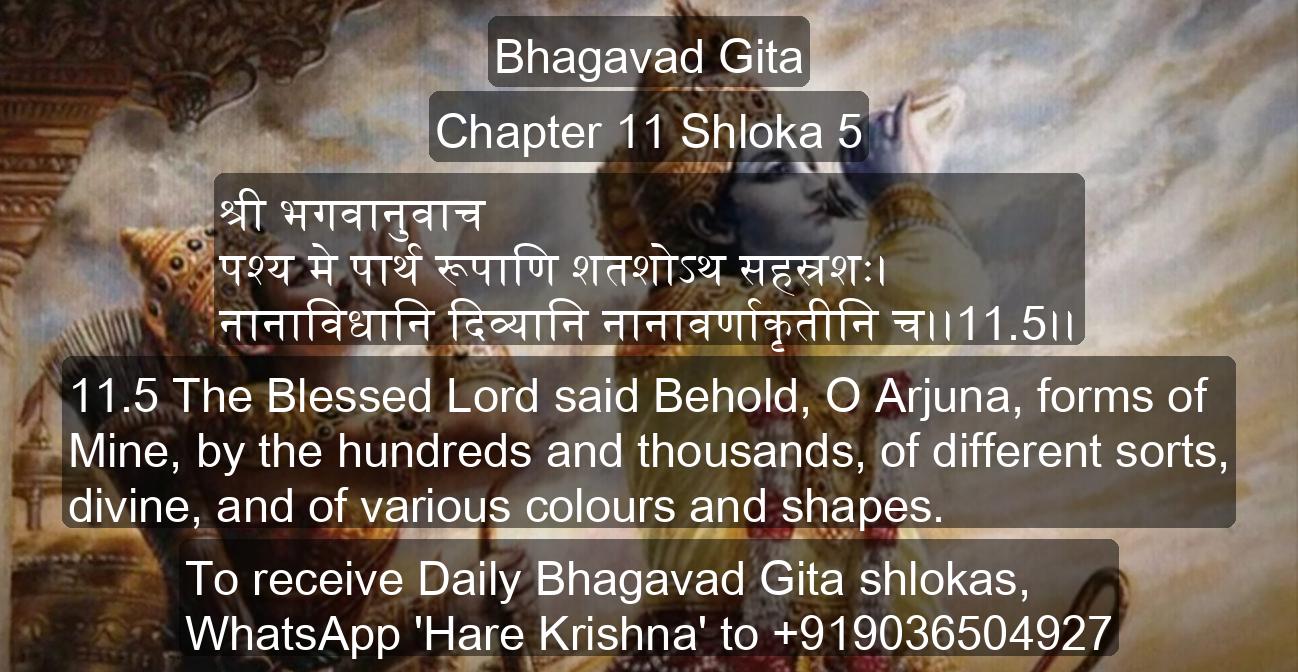 Bhagavad Gita
Chapter 11 Shloka 5
श्री भगवानुवाच
पश्य मे पार्थ रूपाणि शतशोऽथ सहस्रशः।
नानाविधानि दिव्यानि नानावर्णाकृतीनि च।।11.5।।
11.5 The Blessed Lord said Behold, O Arjuna, forms of
Mine, by the hundreds and thousands, of different sorts,
divine, and of various colours and shapes.
To receive Daily Bhagavad Gita shlokas,
WhatsApp 'Hare Krishna' to +919036504927